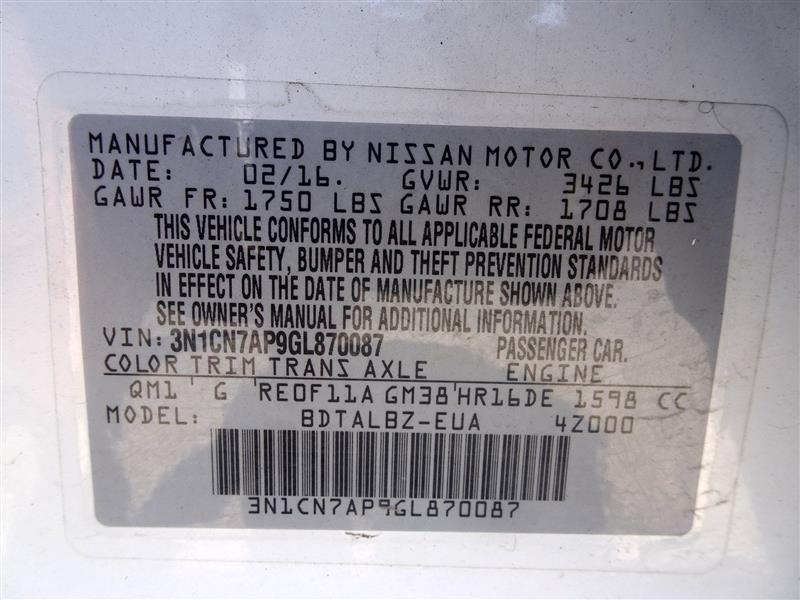 MANUFACTURED BY NISSAN MOTOR CO., LTD.
DATE: 02/16. GVWR: 3426 LBS
GAWR FR: 1750 LBS GAWR RR: 1708 LBS
THIS VEHICLE CONFORMS TO ALL APPLICABLE FEDERAL MOTOR
VEHICLE SAFETY, BUMPER AND THEFT PREVENTION STANDARDS
IN EFFECT ON THE DATE OF MANUFACTURE SHOWN ABOVE.
SEE OWNER'S MANUAL FOR ADDITIONAL INFORMATION.
VIN: 3N1CN7AP9GL870087 PASSENGER CAR.
COLOR TRIM TRANS AXLE ENGINE
QM1 G RE0F11A GM38 HR16DE 1598 CC
MODEL: BDTALBZ-EUA 4Z000
3N1CN7AP9GL870087